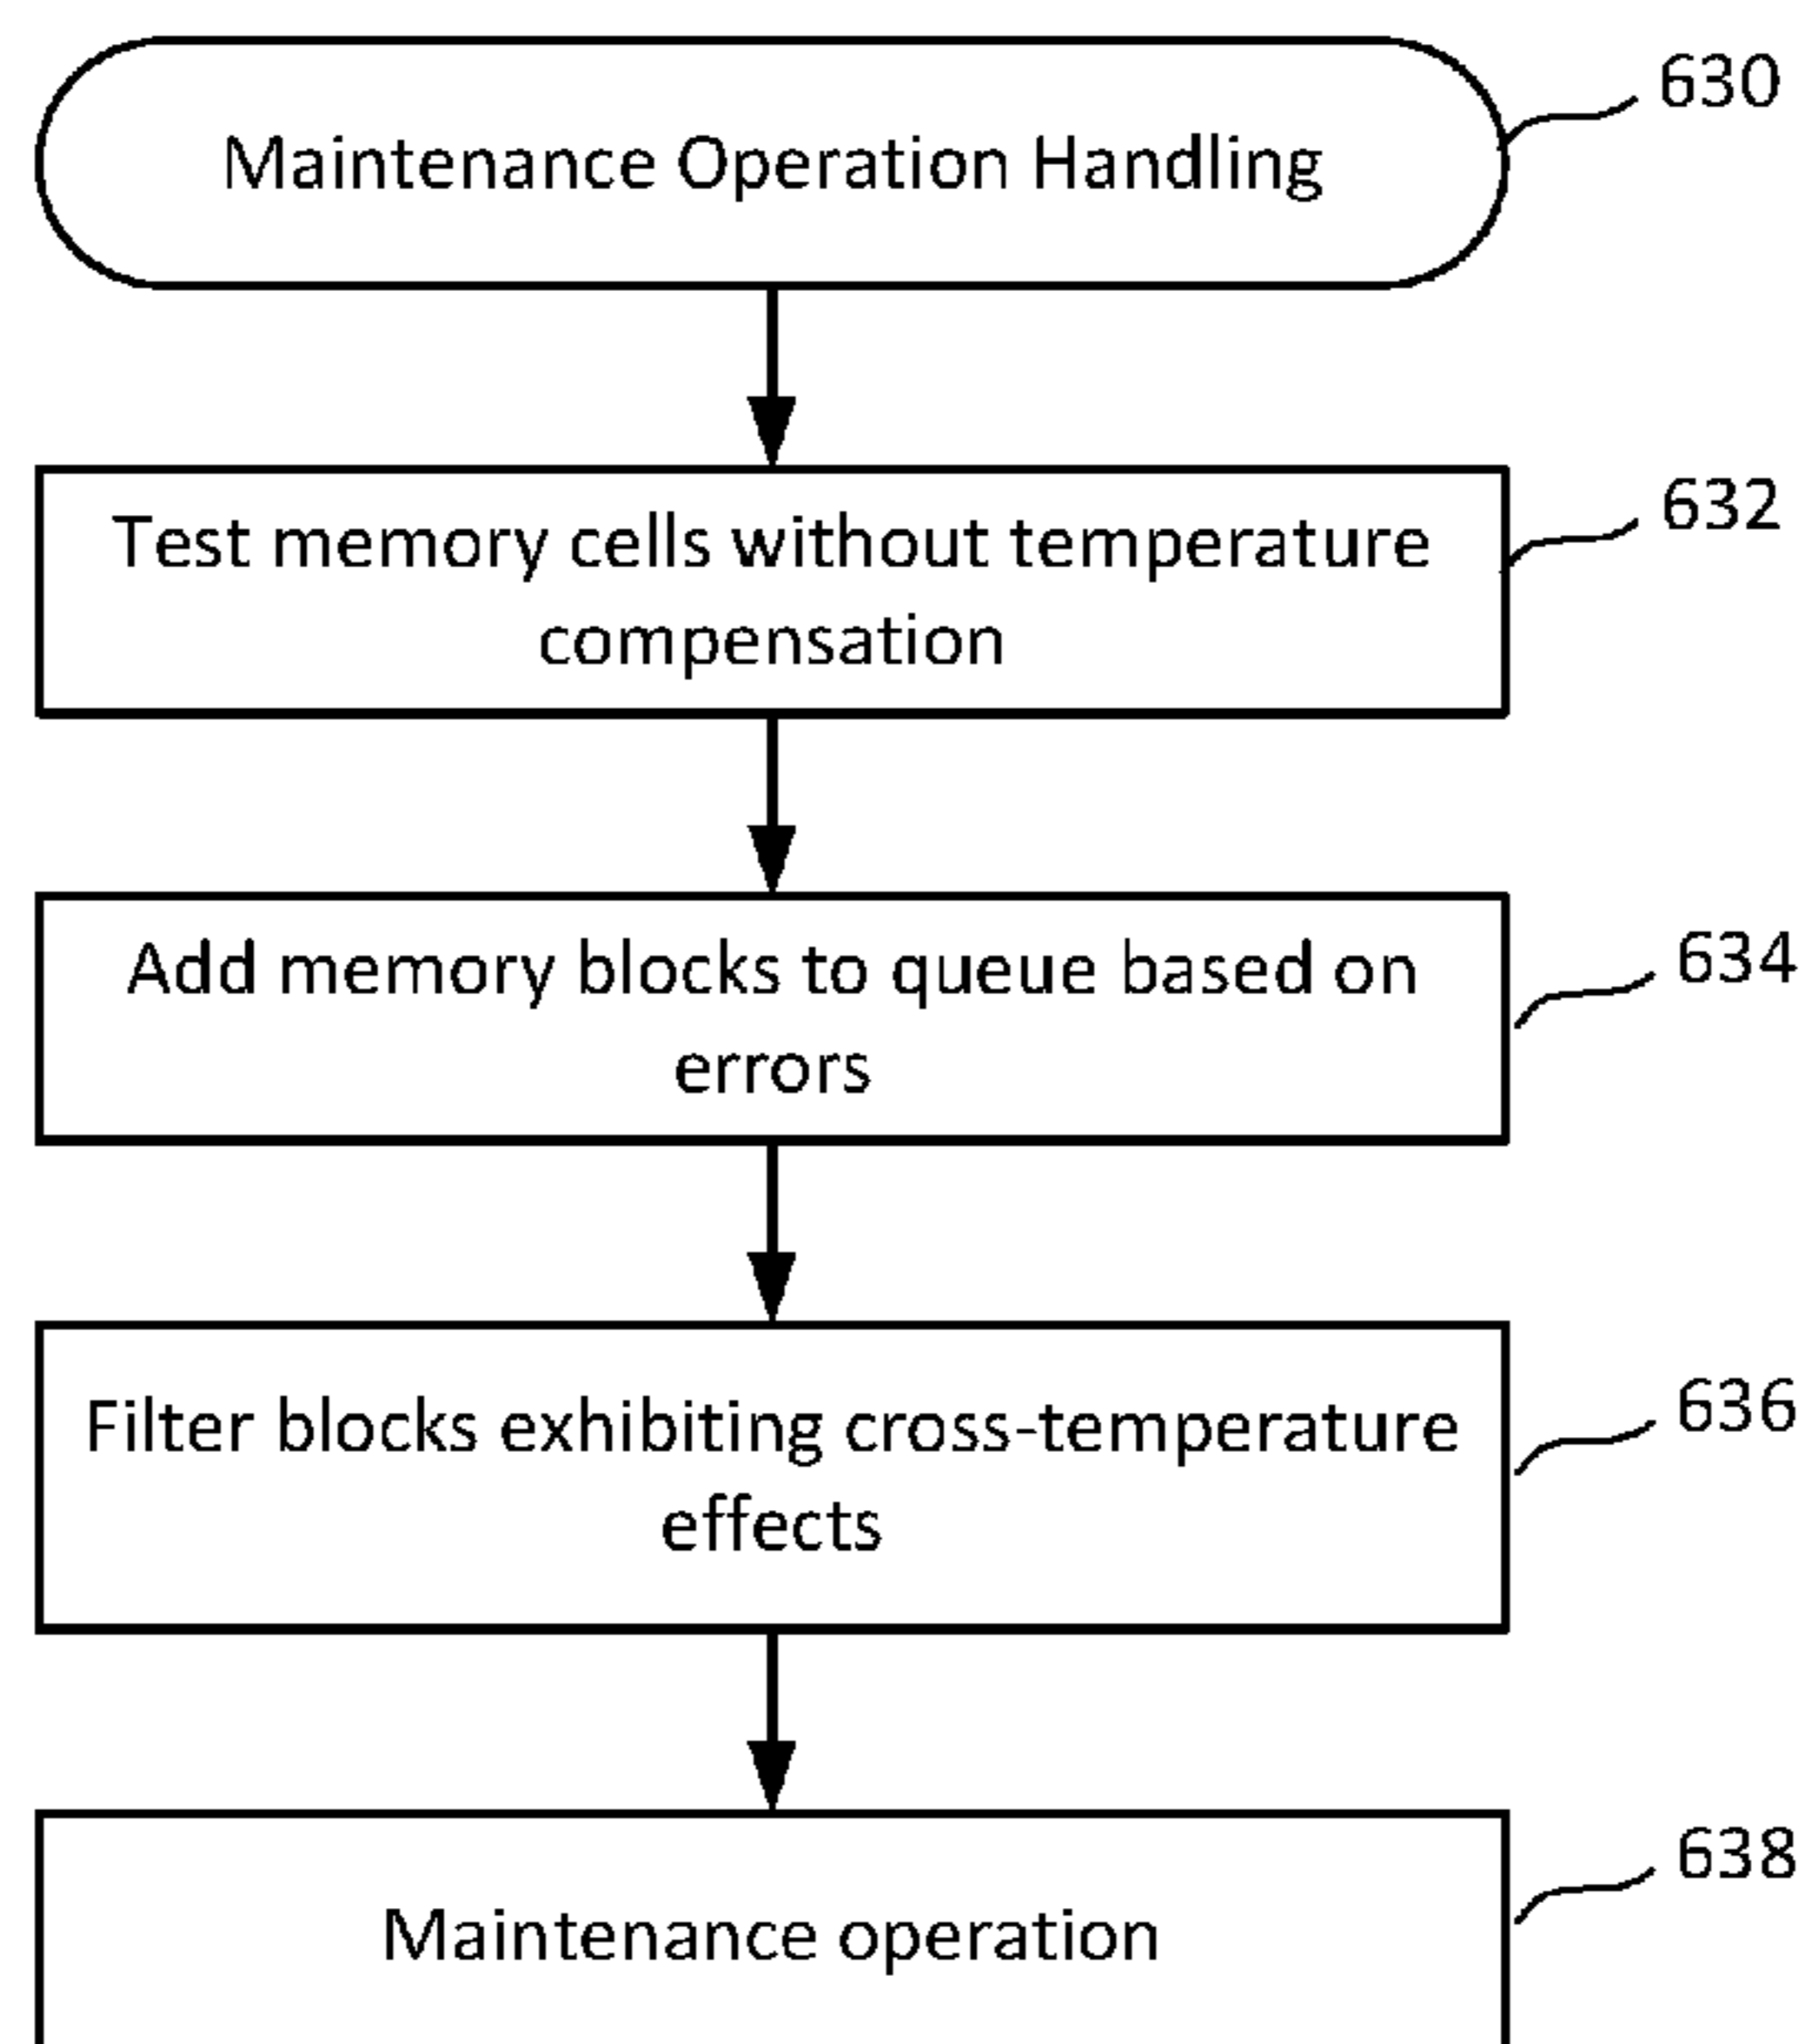 Maintenance Operation Handling
630
Test memory cells without temperature
compensation
632
Add memory blocks to queue based on
errors
634
Filter blocks exhibiting cross-temperature
effects
636
Maintenance operation
638